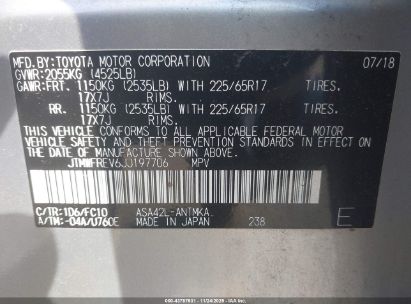 MFD.BY:TOYOTA MOTOR CORPORATION 07/18
GVWR:2055KG (4525LB)
GAWR:FRT. 1150KG (2535LB) WITH 225/65R17 TIRES.
17X7J RIMS.
RR. 1150KG (2535LB) WITH 225/65R17 TIRES.
17X7J RIMS.
THIS VEHICLE CONFORMS TO ALL APPLICABLE FEDERAL MOTOR
VEHICLE SAFETY AND THEFT PREVENTION STANDARDS IN EFFECT
ON THE DATE OF MANUFACTURE SHOWN ABOVE.
JTMWFREV6JJ197706 MPV
C/TR:1D6/FC10 ASA42L-ANTMKA
A/TM:-04A/U760E MADE IN JAPAN 238 E